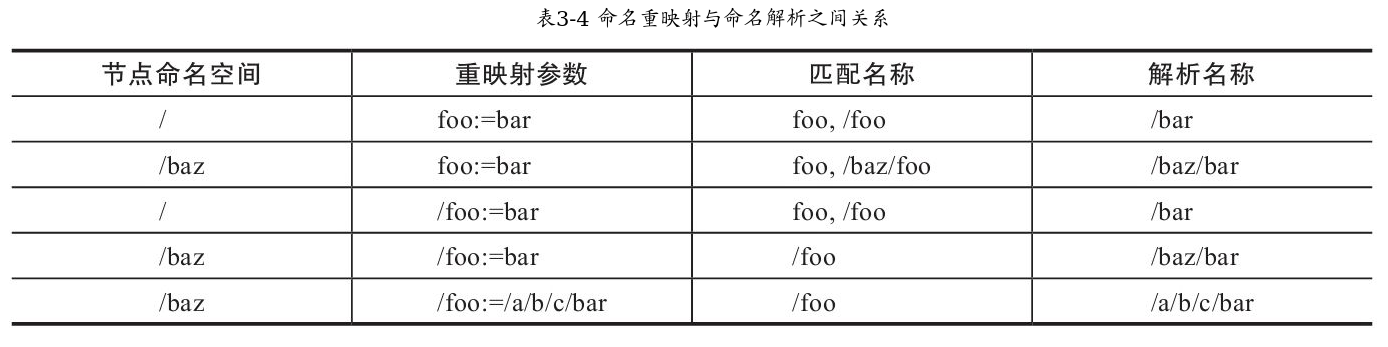 表3-4 命名重映射与命名解析之间关系
节点命名空间 重映射参数 匹配名称 解析名称
/ foo:=bar foo, /foo /bar
/baz foo:=bar foo, /baz/foo /baz/bar
/ /foo:=bar foo, /foo /bar
/baz /foo:=bar /foo /baz/bar
/baz /foo:=/a/b/c/bar /foo /a/b/c/bar